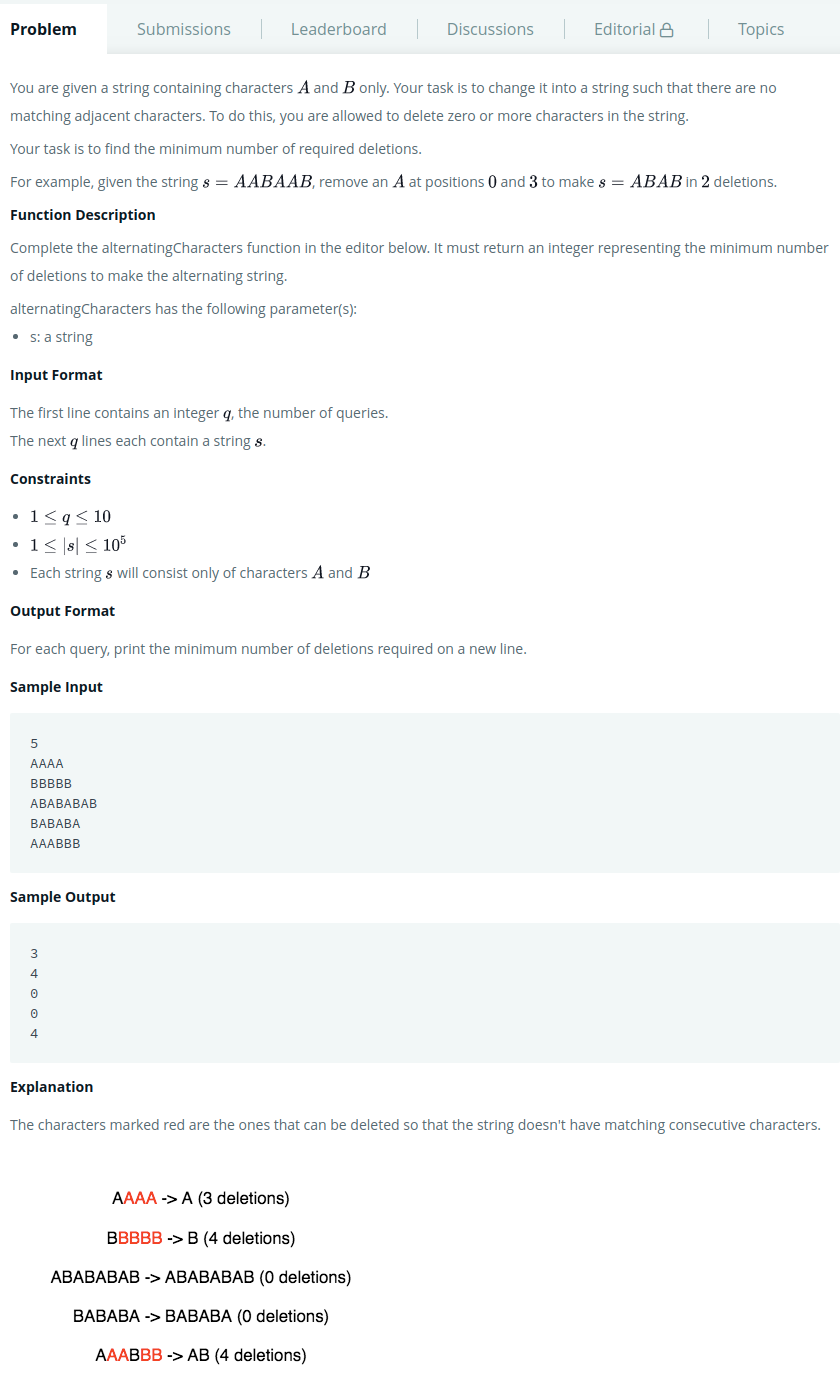 Problem
Submissions
Leaderboard
Discussions
Editorial
Topics
You are given a string containing characters A and B only. Your task is to change it into a string such that there are no
matching adjacent characters. To do this, you are allowed to delete zero or more characters in the string.
Your task is to find the minimum number of required deletions.
For example, given the string s = AABAAB, remove an A at positions 0 and 3 to make s = ABAB in 2 deletions.
Function Description
Complete the alternatingCharacters function in the editor below. It must return an integer representing the minimum number
of deletions to make the alternating string.
alternatingCharacters has the following parameter(s):
• s: a string
Input Format
The first line contains an integer q, the number of queries.
The next q lines each contain a string s.
Constraints
• 1 ≤ q ≤ 10
• 1 ≤ |s| ≤ 10⁵
• Each string s will consist only of characters A and B
Output Format
For each query, print the minimum number of deletions required on a new line.
Sample Input
5
AAAA
BBBBB
ABABABAB
BABABA
AAABBB
Sample Output
3
4
0
0
4
Explanation
The characters marked red are the ones that can be deleted so that the string doesn't have matching consecutive characters.
AAAA -> A (3 deletions)
BBBBB -> B (4 deletions)
ABABABAB -> ABABABAB (0 deletions)
BABABA -> BABABA (0 deletions)
AAABBB -> AB (4 deletions)